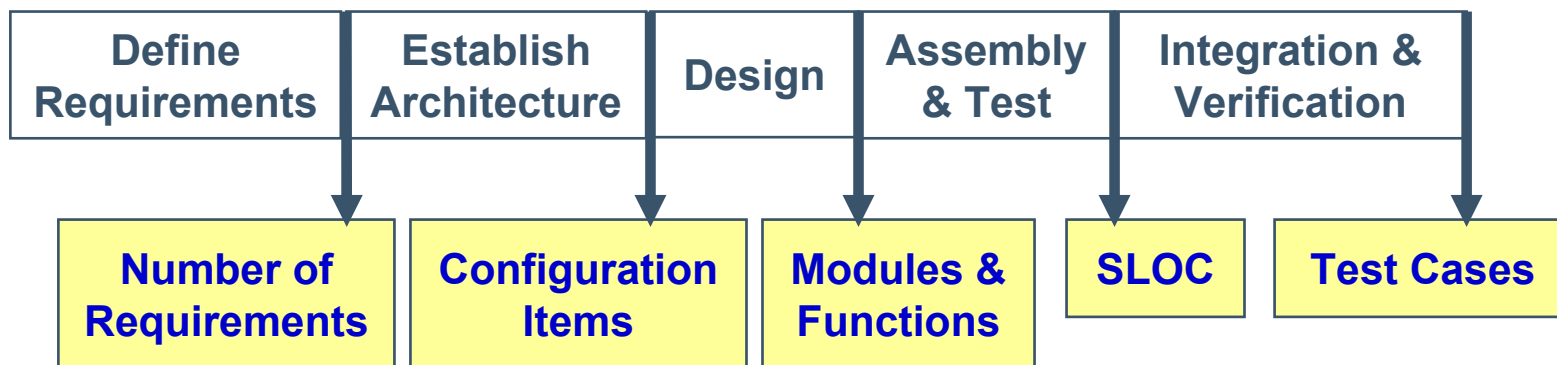 Define
Requirements
Establish
Architecture
Design
Assembly
& Test
Integration &
Verification
Number of
Requirements
Configuration
Items
Modules &
Functions
SLOC
Test Cases